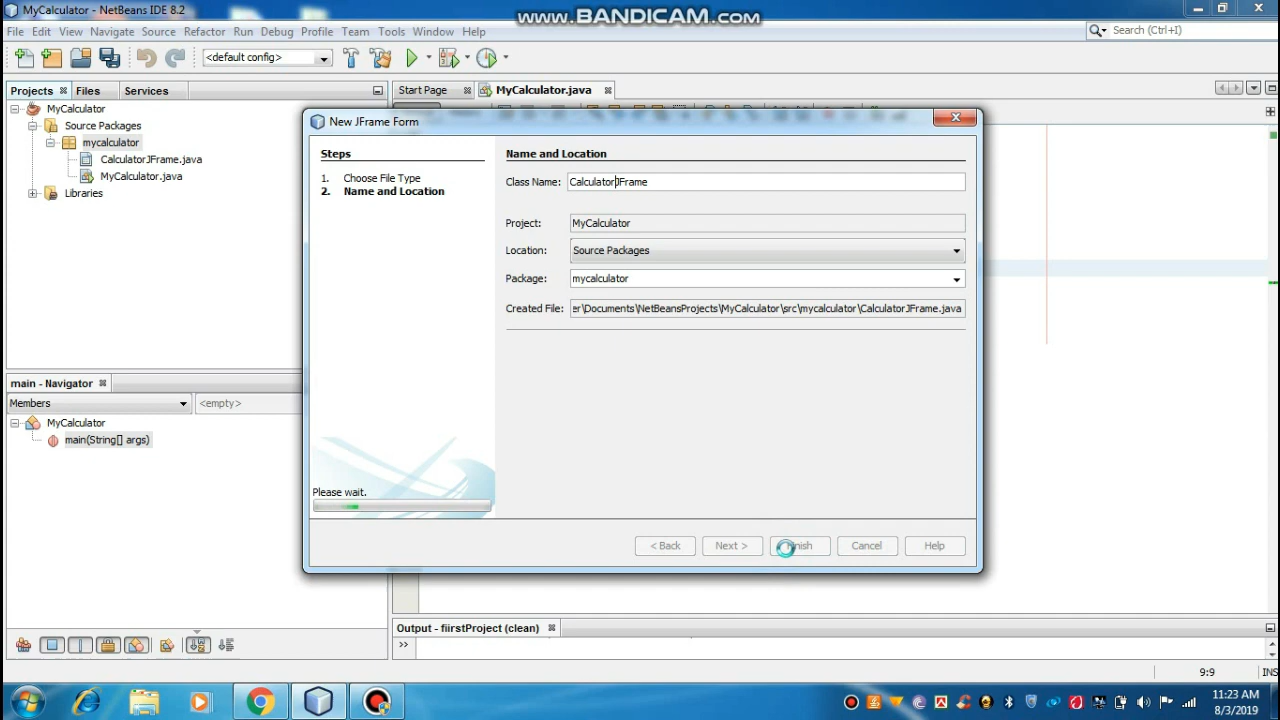 MyCalculator - NetBeans IDE 8.2
www.BANDICAM.com
File Edit View Navigate Source Refactor Run Debug Profile Team Tools Window Help
Search (Ctrl+I)
<default config>
Projects Files Services
Start Page MyCalculator.java
MyCalculator
Source Packages
mycalculator
CalculatorJFrame.java
MyCalculator.java
Libraries
New JFrame Form
Steps
1. Choose File Type
2. Name and Location
Name and Location
Class Name: CalculatorJFrame
Project: MyCalculator
Location: Source Packages
Package: mycalculator
Created File: er\Documents\NetBeansProjects\MyCalculator\src\mycalculator\CalculatorJFrame.java
main - Navigator
Members <empty>
MyCalculator
main(String[] args)
Please wait.
< Back Next > Finish Cancel Help
Output - fiirstProject (clean)
>>
9:9 INS
11:23 AM
8/3/2019